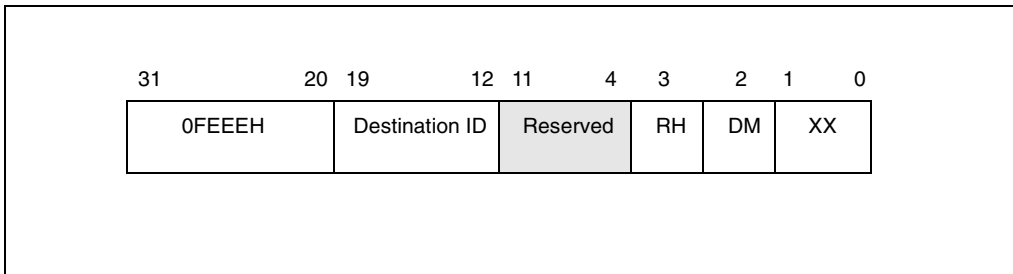 31 20 19 12 11 4 3 2 1 0
0FEEEH Destination ID Reserved RH DM XX